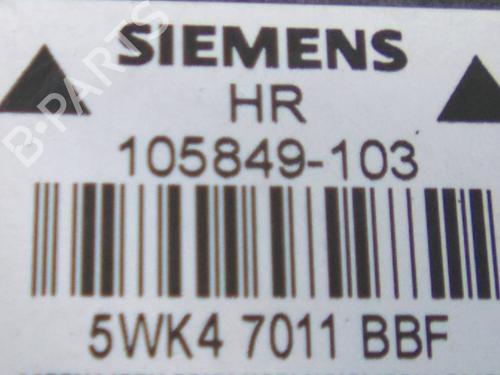 SIEMENS
HR
105849-103
5WK4 7011 BBF
B-PARTS